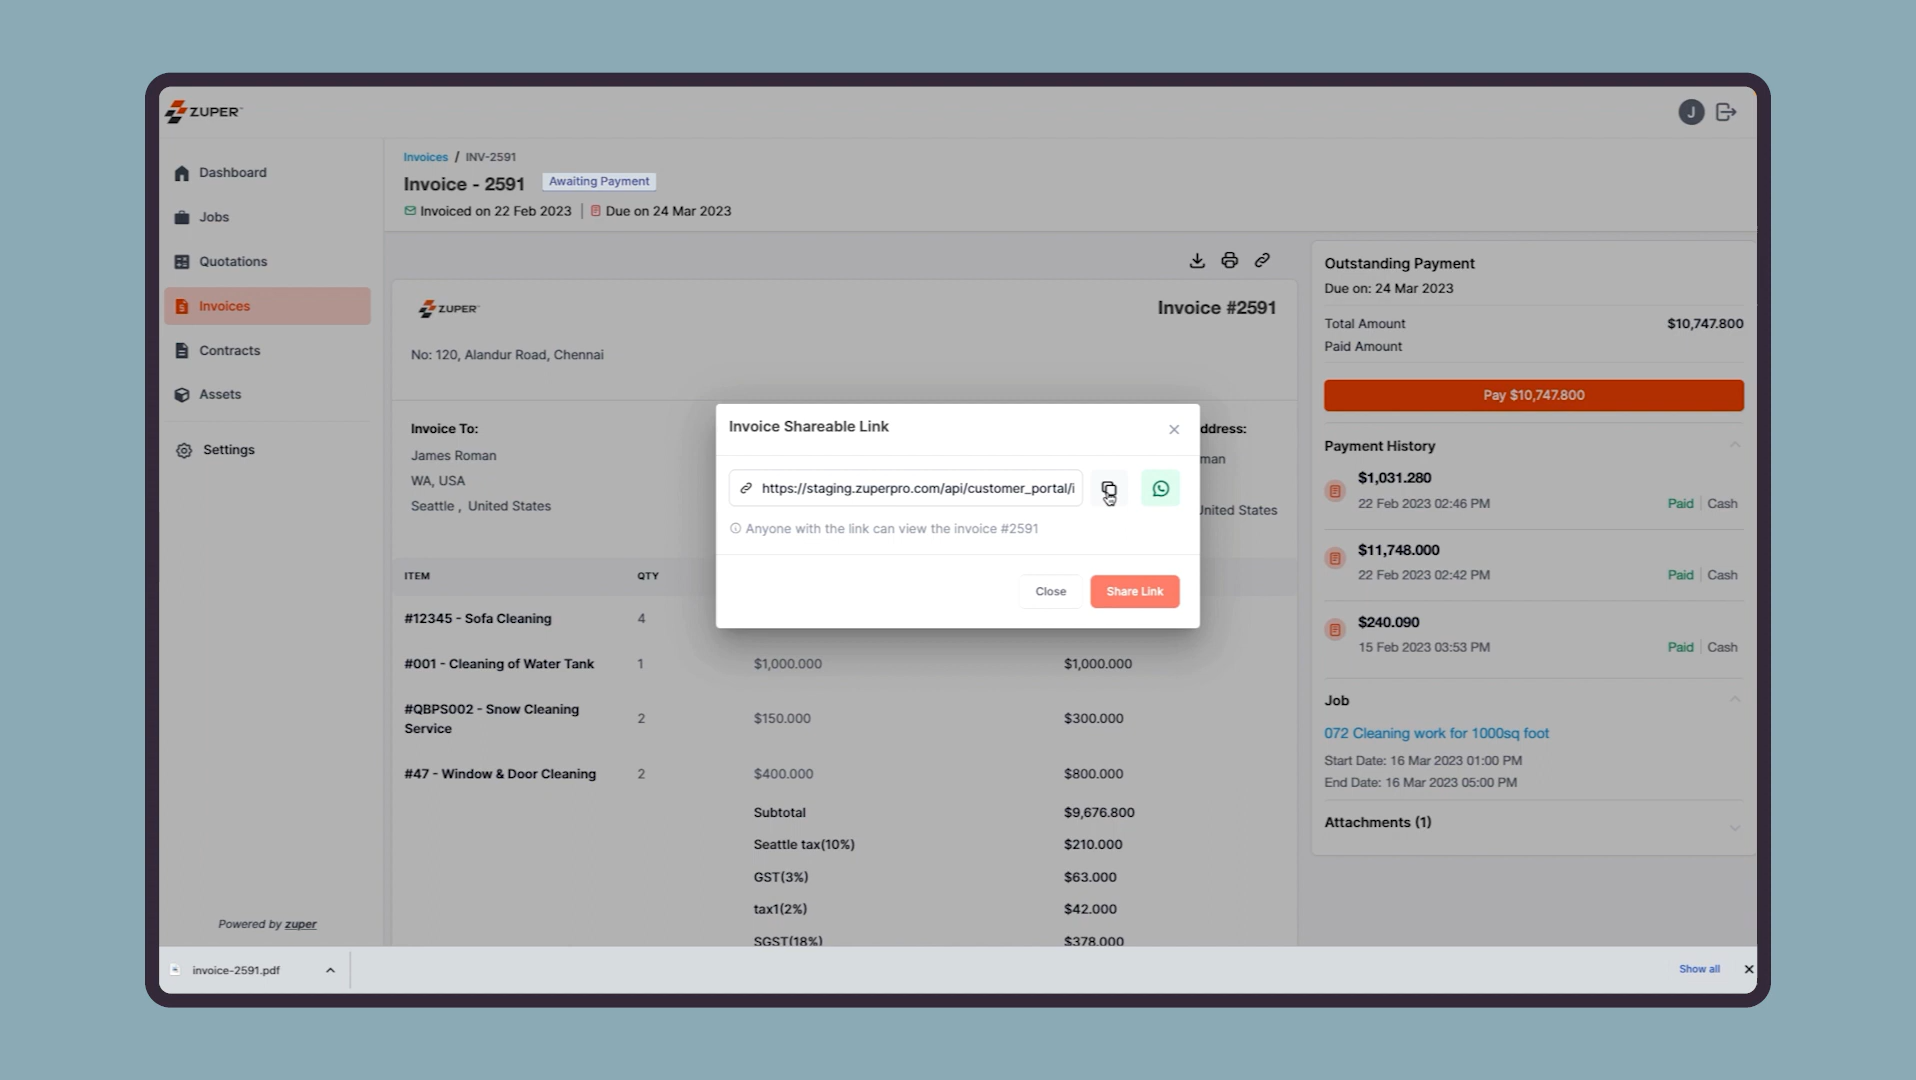 ZUPER
J
Dashboard
Jobs
Quotations
Invoices
Contracts
Assets
Settings
Powered by zuper
Invoices / INV-2591
Invoice - 2591 Awaiting Payment
Invoiced on 22 Feb 2023 | Due on 24 Mar 2023
ZUPER
Invoice #2591
No: 120, Alandur Road, Chennai
Invoice To:
James Roman
WA, USA
Seattle , United States
ddress:
man
United States
ITEM QTY
#12345 - Sofa Cleaning 4
#001 - Cleaning of Water Tank 1 $1,000.000 $1,000.000
#QBPS002 - Snow Cleaning
Service 2 $150.000 $300.000
#47 - Window & Door Cleaning 2 $400.000 $800.000
Subtotal $9,676.800
Seattle tax(10%) $210.000
GST(3%) $63.000
tax1(2%) $42.000
SGST(18%) $378.000
Invoice Shareable Link
https://staging.zuperpro.com/api/customer_portal/i
Anyone with the link can view the invoice #2591
Close Share Link
Outstanding Payment
Due on: 24 Mar 2023
Total Amount $10,747.800
Paid Amount
Pay $10,747.800
Payment History
$1,031.280
22 Feb 2023 02:46 PM Paid | Cash
$11,748.000
22 Feb 2023 02:42 PM Paid | Cash
$240.090
15 Feb 2023 03:53 PM Paid | Cash
Job
072 Cleaning work for 1000sq foot
Start Date: 16 Mar 2023 01:00 PM
End Date: 16 Mar 2023 05:00 PM
Attachments (1)
invoice-2591.pdf
Show all